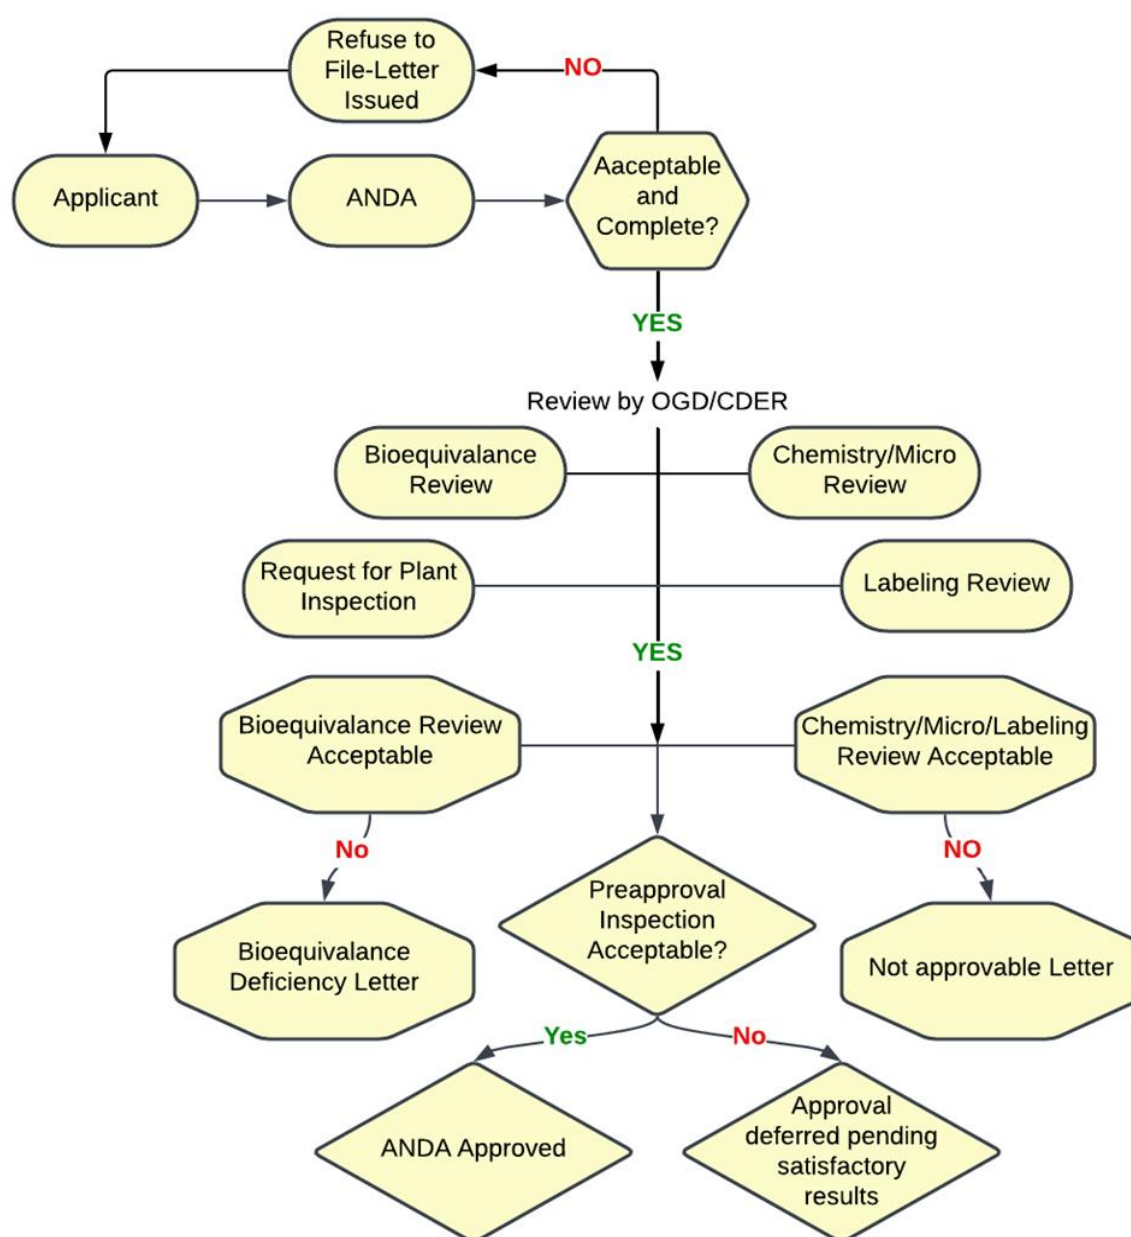 Refuse to
File-Letter
Issued
NO
Applicant
ANDA
Aaceptable
and
Complete?
YES
Review by OGD/CDER
Bioequivalance
Review
Chemistry/Micro
Review
Request for Plant
Inspection
Labeling Review
YES
Bioequivalance Review
Acceptable
Chemistry/Micro/Labeling
Review Acceptable
No
NO
Preapproval
Inspection
Acceptable?
Bioequivalance
Deficiency Letter
Not approvable Letter
Yes
No
ANDA Approved
Approval
deferred pending
satisfactory
results